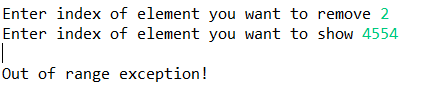 Enter index of element you want to remove 2
Enter index of element you want to show 4554
Out of range exception!